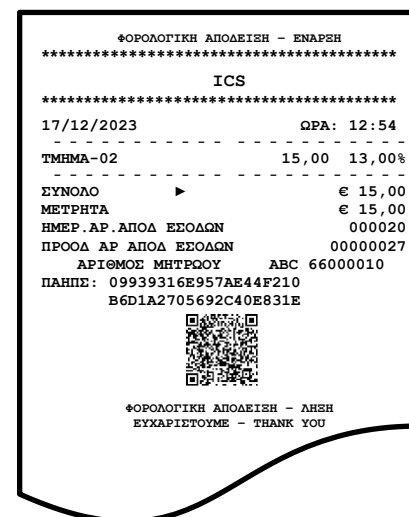 ΦΟΡΟΛΟΓΙΚΗ ΑΠΟΔΕΙΞΗ – ΕΝΑΡΞΗ
******************************************
ICS
******************************************
17/12/2023 ΩΡΑ: 12:54
- - - - - - - - - - - - - - - - - - - -
ΤΜΗΜΑ-02 15,00 13,00%
- - - - - - - - - - - - - - - - - - - -
ΣΥΝΟΛΟ ► € 15,00
ΜΕΤΡΗΤΑ € 15,00
ΗΜΕΡ.ΑΡ.ΑΠΟΔ ΕΣΟΔΩΝ 000020
ΠΡΟΟΔ ΑΡ ΑΠΟΔ ΕΣΟΔΩΝ 00000027
ΑΡΙΘΜΟΣ ΜΗΤΡΩΟΥ ABC 66000010
ΠΑΗΠΣ: 09939316E957AE44F210
B6D1A2705692C40E831E
ΦΟΡΟΛΟΓΙΚΗ ΑΠΟΔΕΙΞΗ – ΛΗΞΗ
ΕΥΧΑΡΙΣΤΟΥΜΕ – THANK YOU